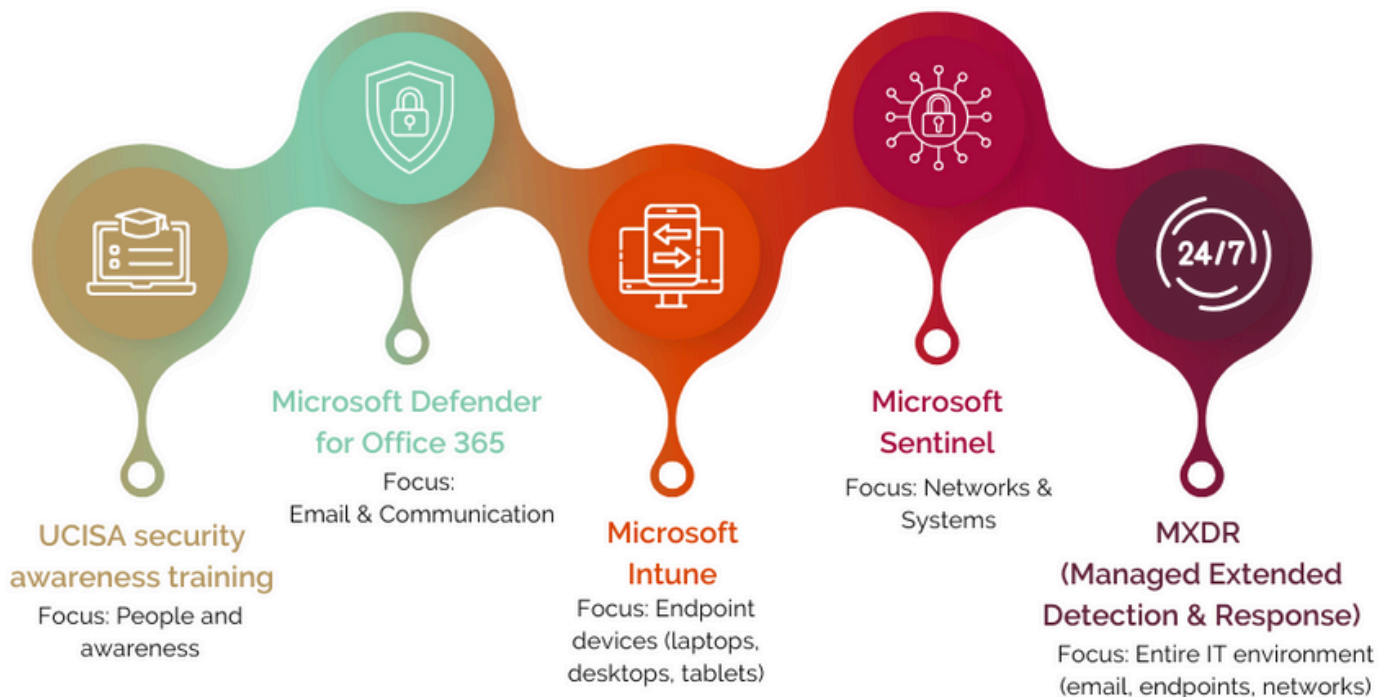 24/7
Microsoft Defender
for Office 365
Focus:
Email & Communication
Microsoft
Sentinel
Focus: Networks &
Systems
UCISA security
awareness training
Focus: People and
awareness
Microsoft
Intune
Focus: Endpoint
devices (laptops,
desktops, tablets)
MXDR
(Managed Extended
Detection & Response)
Focus: Entire IT environment
(email, endpoints, networks)